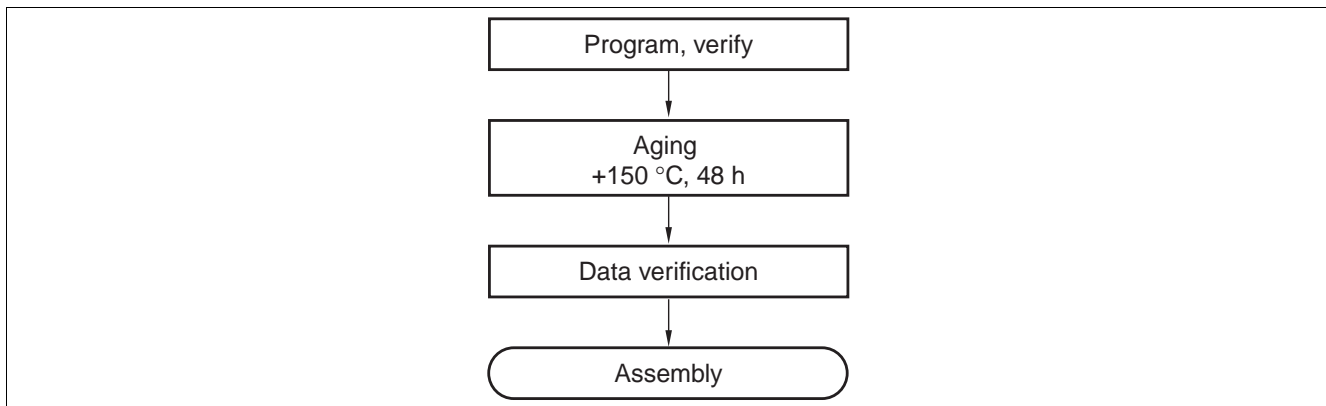 Program, verify
Aging
+150 °C, 48 h
Data verification
Assembly